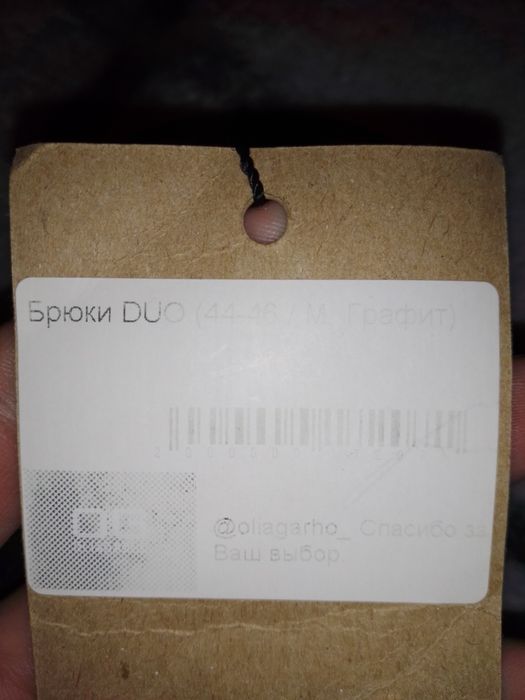 Брюки DUO (44-46 / M, Графит)
@oliagarho_ Спасибо за
Ваш выбор.